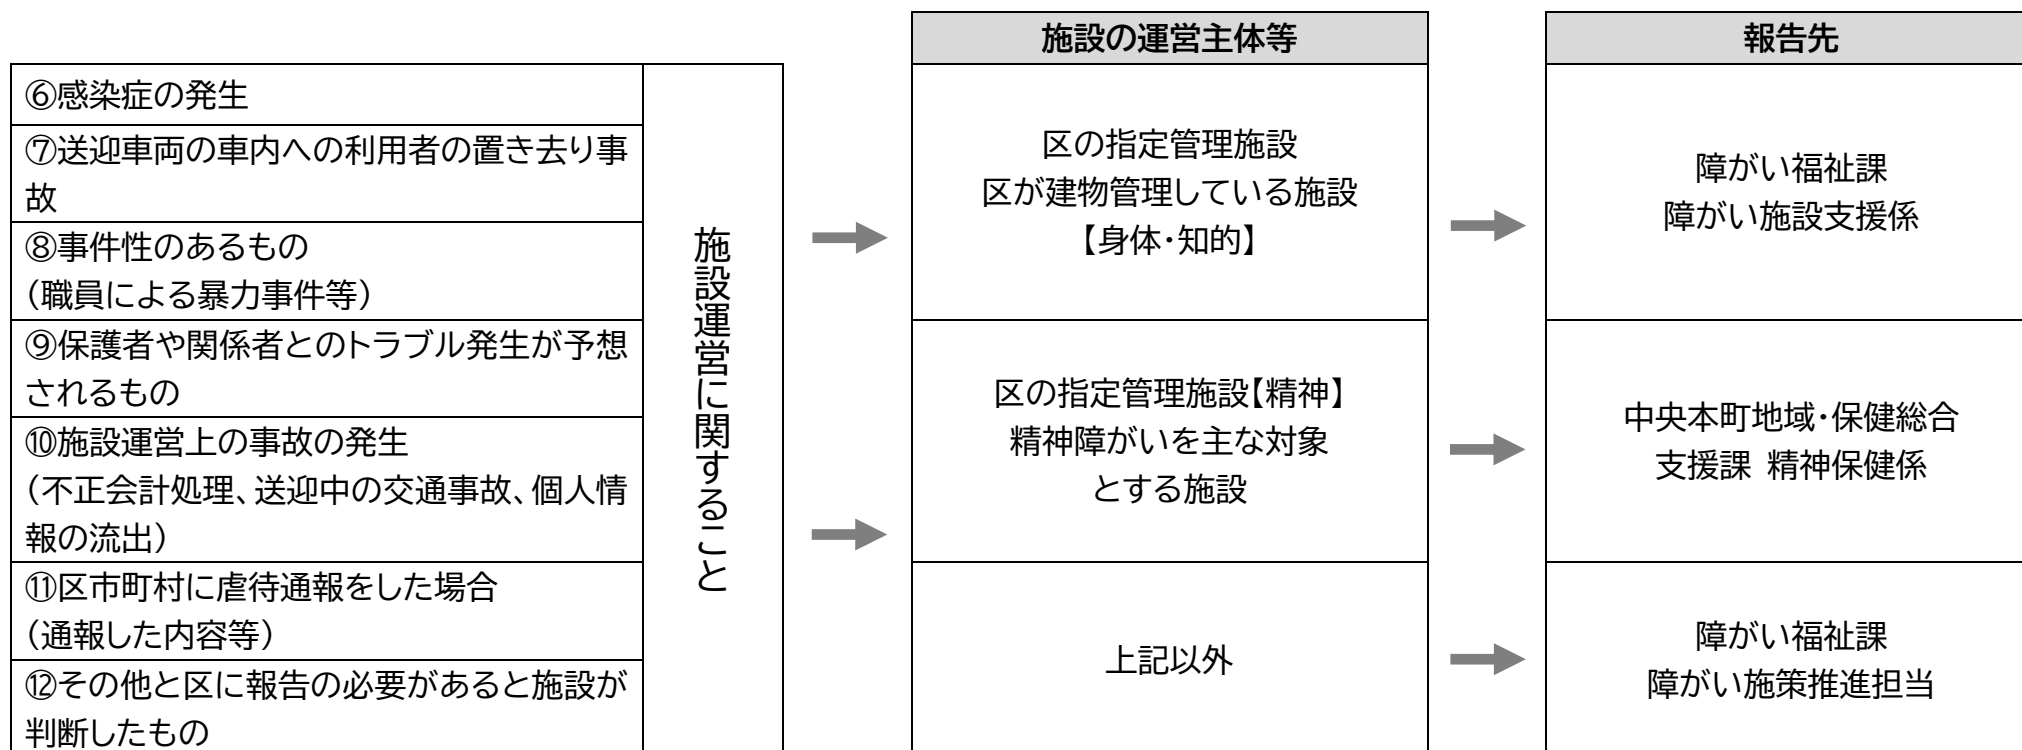 施設の運営主体等
報告先
⑥感染症の発生
⑦送迎車両の車内への利用者の置き去り事
故
⑧事件性のあるもの
（職員による暴力事件等）
⑨保護者や関係者とのトラブル発生が予想
されるもの
⑩施設運営上の事故の発生
（不正会計処理、送迎中の交通事故、個人情
報の流出）
⑪区市町村に虐待通報をした場合
（通報した内容等）
⑫その他と区に報告の必要があると施設が
判断したもの
施設運営に関すること
区の指定管理施設
区が建物管理している施設
【身体・知的】
障がい福祉課
障がい施設支援係
区の指定管理施設【精神】
精神障がいを主な対象
とする施設
中央本町地域・保健総合
支援課 精神保健係
上記以外
障がい福祉課
障がい施策推進担当